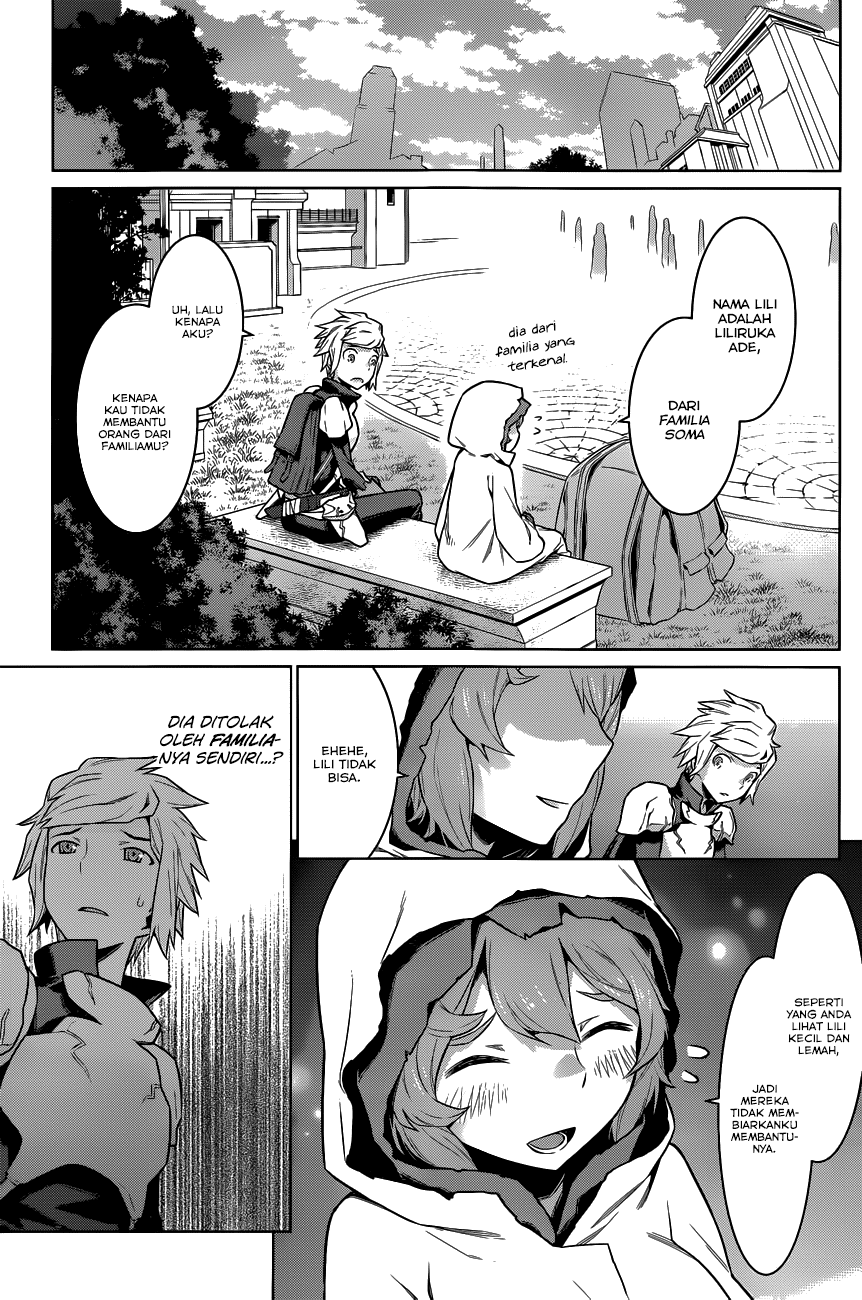 NAMA LILI
ADALAH
LILIRUKA
ADE,
DARI
FAMILIA
SOMA
dia dari
familia yang
terkenal.
UH, LALU
KENAPA
AKU?
KENAPA
KAU TIDAK
MEMBANTU
ORANG DARI
FAMILIAMU?
EHEHE,
LILI TIDAK
BISA.
DIA DITOLAK
OLEH FAMILIA-
NYA SENDIRI...?
SEPERTI
YANG ANDA
LIHAT LILI
KECIL DAN
LEMAH,
JADI
MEREKA
TIDAK MEM-
BIARKANKU
MEMBANTU-
NYA.